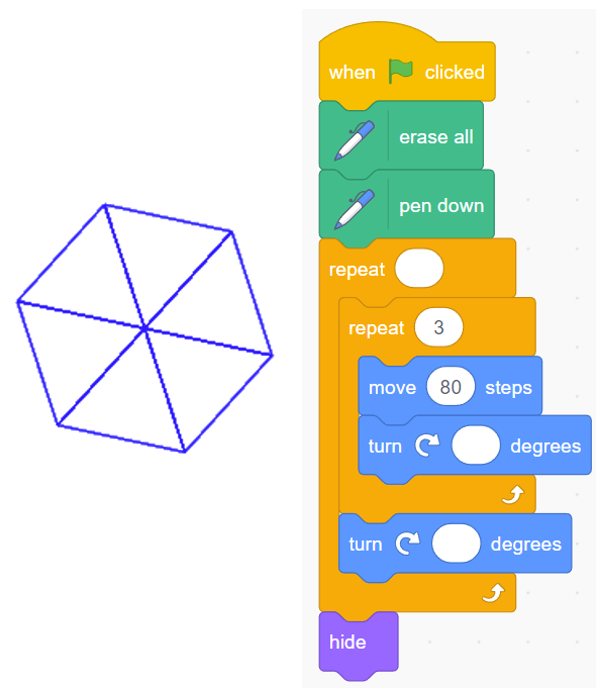 when clicked
erase all
pen down
repeat
repeat 3
move 80 steps
turn degrees
turn degrees
hide